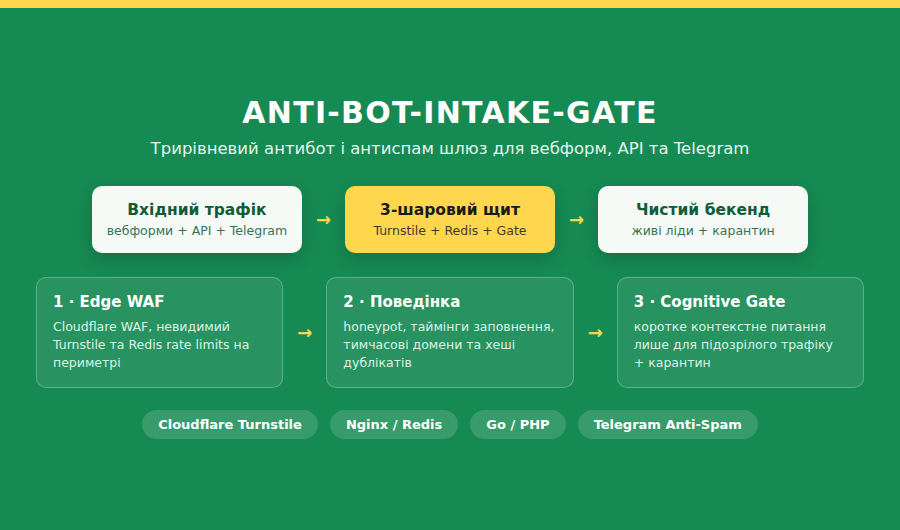 ANTI-BOT-INTAKE-GATE
Трирівневий антибот і антиспам шлюз для вебформ, API та Telegram
Вхідний трафік
вебформи + API + Telegram
→
3-шаровий щит
Turnstile + Redis + Gate
→
Чистий бекенд
живі ліди + карантин
1 · Edge WAF
Cloudflare WAF, невидимий
Turnstile та Redis rate limits на
периметрі
→
2 · Поведінка
honeypot, таймінги заповнення,
тимчасові домени та хеші
дублікатів
→
3 · Cognitive Gate
коротке контекстне питання
лише для підозрілого трафіку
+ карантин
Cloudflare Turnstile
Nginx / Redis
Go / PHP
Telegram Anti-Spam